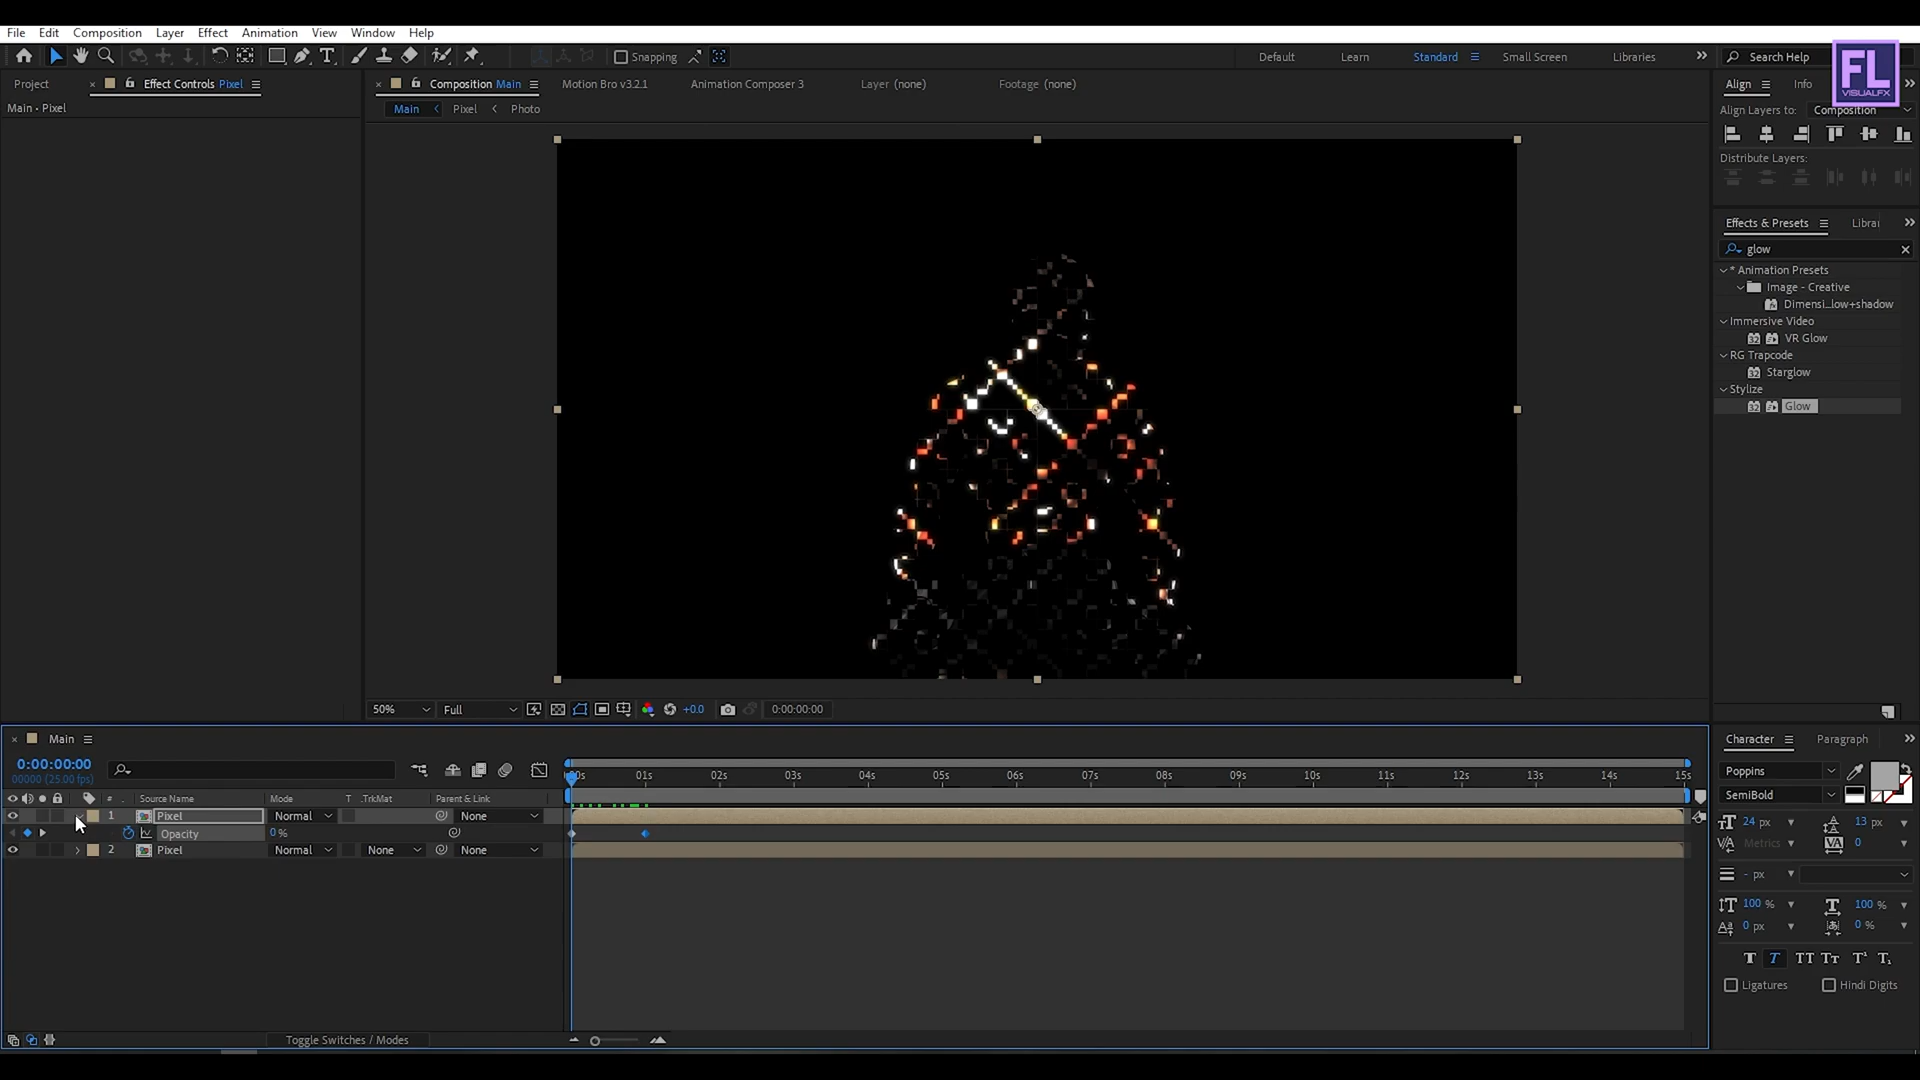 File Edit Composition Layer Effect Animation View Window Help
Snapping Default Learn Standard Small Screen Libraries Search Help
FL
VISUALFX
Project Effect Controls Pixel Composition Main Motion Bro v3.2.1 Animation Composer 3 Layer (none) Footage (none) Align Info
Main • Pixel Main Pixel Photo Align Layers to: Composition
Distribute Layers:
Effects & Presets Librai
glow
* Animation Presets
Image - Creative
Dimensi...low+shadow
Immersive Video
32 VR Glow
RG Trapcode
32 Starglow
Stylize
32 Glow
50% Full +0.0 0:00:00:00
Main
0:00:00:00
00000 (25.00 fps)
01s 02s 03s 04s 05s 06s 07s 08s 09s 10s 11s 12s 13s 14s 15s
# Source Name Mode T .TrkMat Parent & Link
1 Pixel Normal None
Opacity 0 %
2 Pixel Normal None None
Toggle Switches / Modes
Character Paragraph
Poppins
SemiBold
24 px 13 px
Metrics 0
- px
100 % 100 %
0 px 0 %
T T TT Tr T¹ T₁
Ligatures Hindi Digits